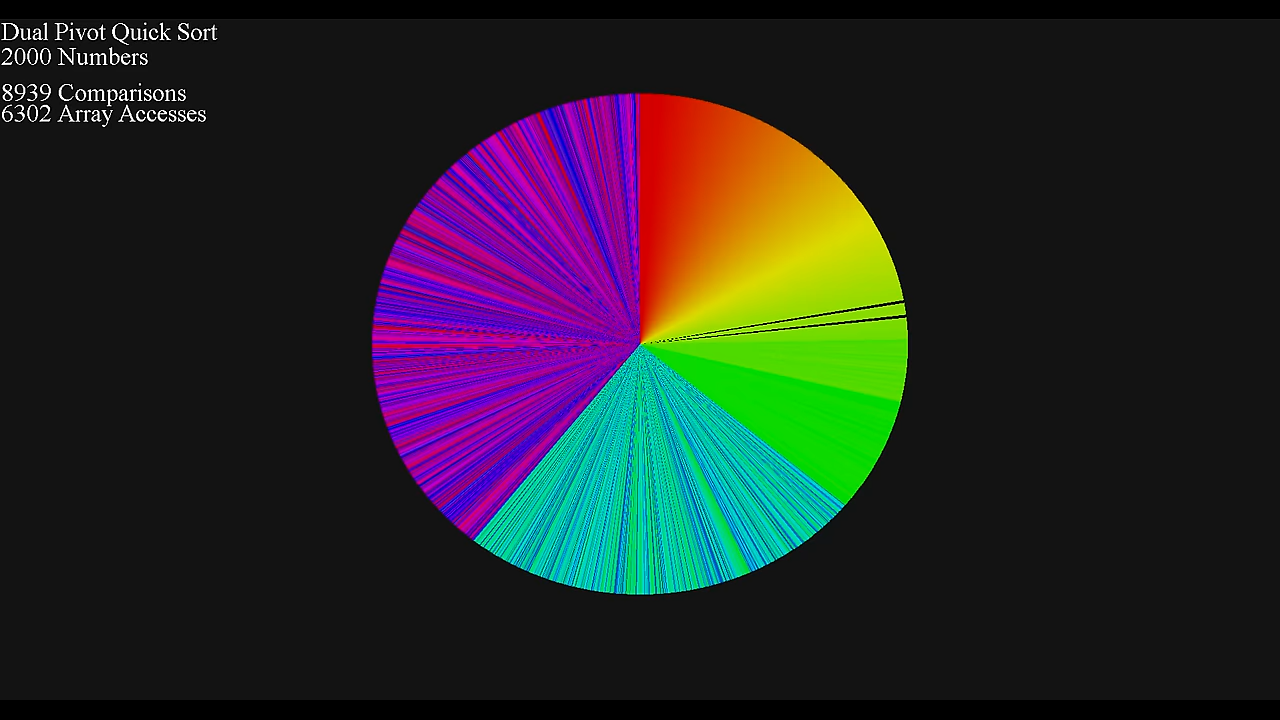 Dual Pivot Quick Sort
2000 Numbers
8939 Comparisons
6302 Array Accesses